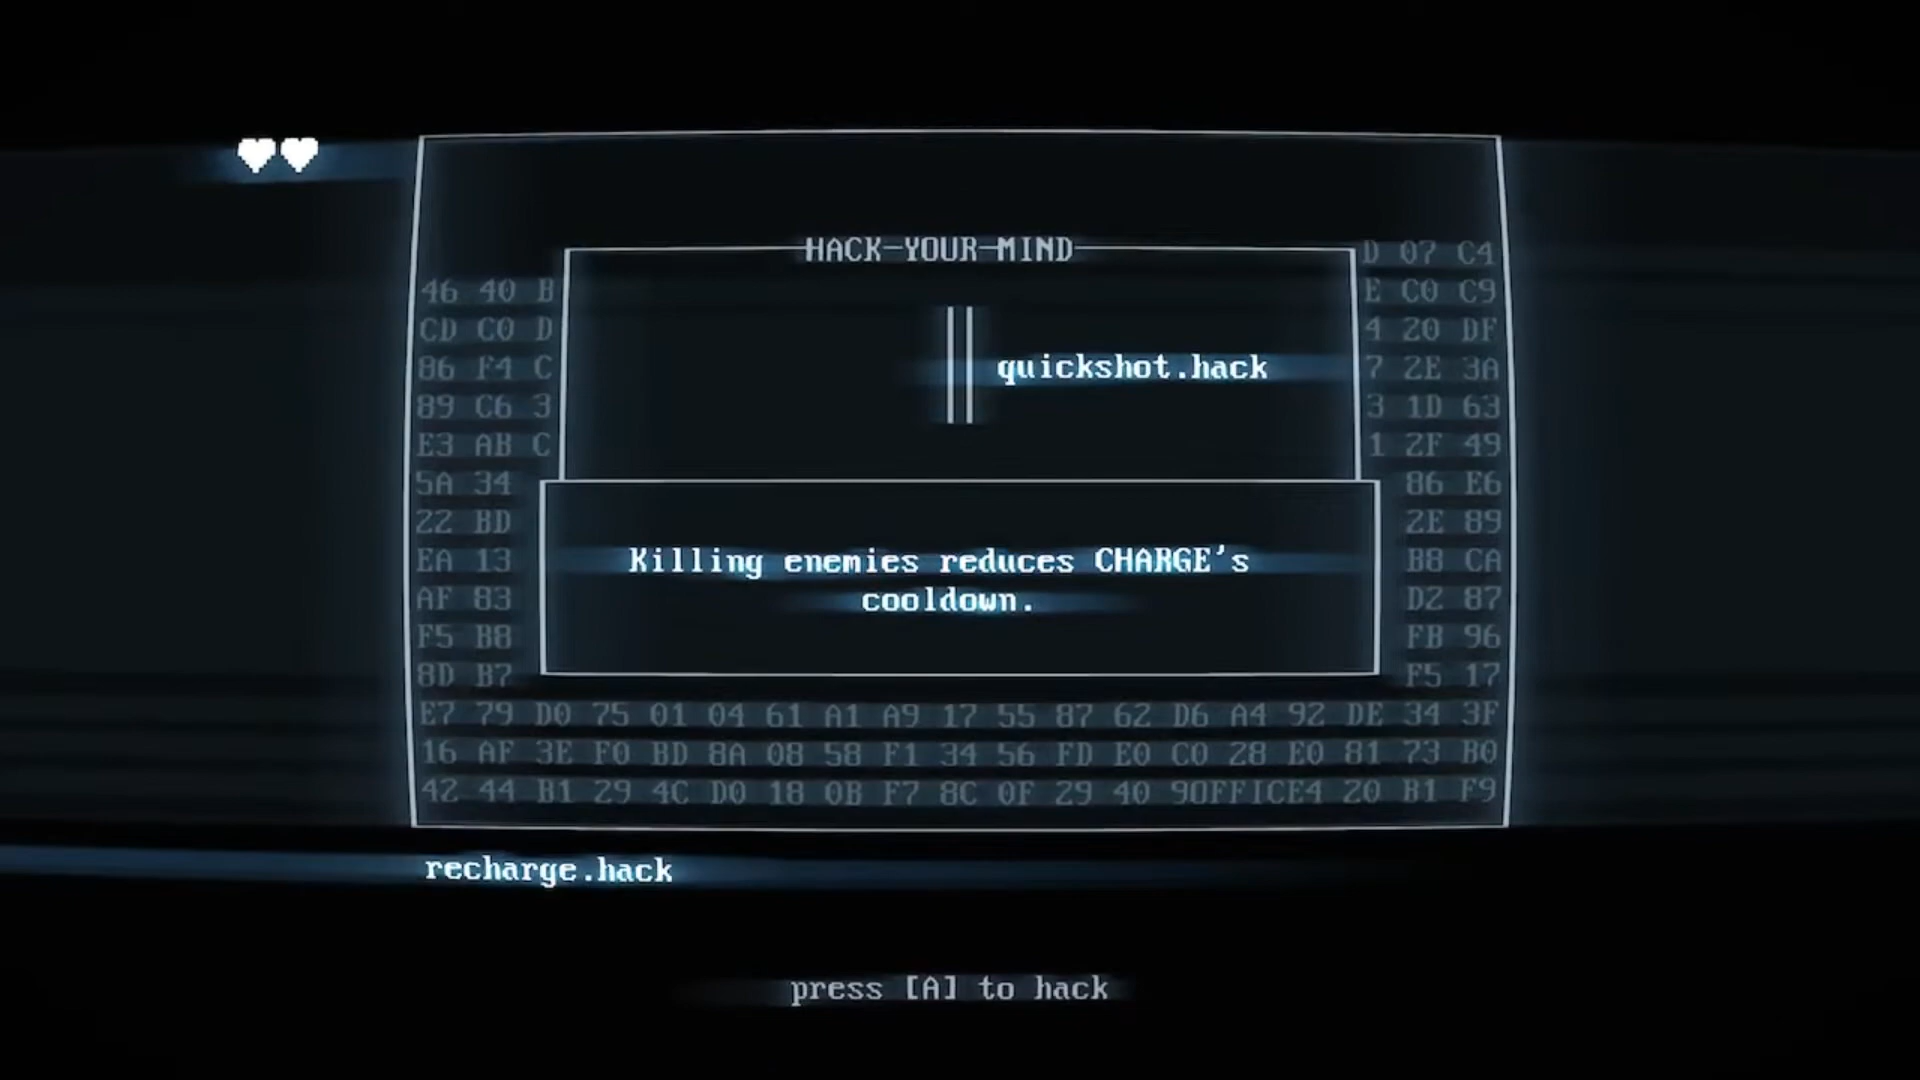 HACK-YOUR-MIND
D 07 C4
46 40 B E C0 C9
CD C0 D 4 20 DF
quickshot.hack
86 F4 C 7 2E 3A
89 C6 3 3 1D 63
E3 AB C 1 2F 49
5A 34 86 E6
22 BD 2E 89
Killing enemies reduces CHARGE's
EA 13 B8 CA
cooldown.
AF 83 D2 87
F5 B8 FB 96
8D B7 F5 17
E7 79 D0 75 01 04 61 A1 A9 17 55 87 62 D6 A4 92 DE 34 3F
16 AF 3E F0 BD 8A 08 58 F1 34 56 FD E0 C0 28 E0 81 73 B0
42 44 B1 29 4C D0 18 0B F7 8C 0F 29 40 9OFFICE4 20 B1 F9
recharge.hack
press [A] to hack